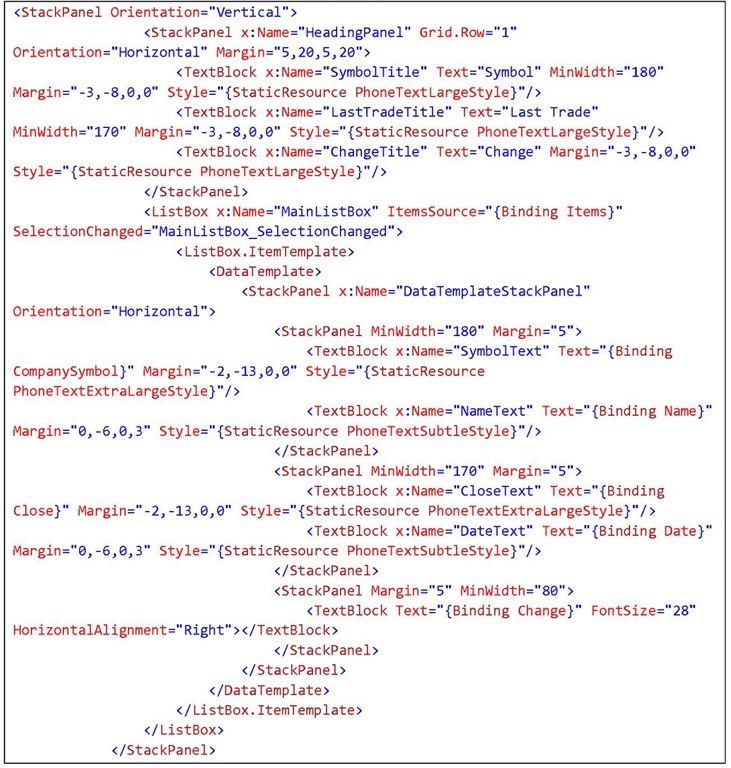 <StackPanel Orientation="Vertical">
<StackPanel x:Name="HeadingPanel" Grid.Row="1"
Orientation="Horizontal" Margin="5,20,5,20">
<TextBlock x:Name="SymbolTitle" Text="Symbol" MinWidth="180"
Margin="-3,-8,0,0" Style="{StaticResource PhoneTextLargeStyle}"/>
<TextBlock x:Name="LastTradeTitle" Text="Last Trade"
MinWidth="170" Margin="-3,-8,0,0" Style="{StaticResource PhoneTextLargeStyle}"/>
<TextBlock x:Name="ChangeTitle" Text="Change" Margin="-3,-8,0,0"
Style="{StaticResource PhoneTextLargeStyle}"/>
</StackPanel>
<ListBox x:Name="MainListBox" ItemsSource="{Binding Items}"
SelectionChanged="MainListBox_SelectionChanged">
<ListBox.ItemTemplate>
<DataTemplate>
<StackPanel x:Name="DataTemplateStackPanel"
Orientation="Horizontal">
<StackPanel MinWidth="180" Margin="5">
<TextBlock x:Name="SymbolText" Text="{Binding
CompanySymbol}" Margin="-2,-13,0,0" Style="{StaticResource
PhoneTextExtraLargeStyle}"/>
<TextBlock x:Name="NameText" Text="{Binding Name}"
Margin="0,-6,0,3" Style="{StaticResource PhoneTextSubtleStyle}"/>
</StackPanel>
<StackPanel MinWidth="170" Margin="5">
<TextBlock x:Name="CloseText" Text="{Binding
Close}" Margin="-2,-13,0,0" Style="{StaticResource PhoneTextExtraLargeStyle}"/>
<TextBlock x:Name="DateText" Text="{Binding Date}"
Margin="0,-6,0,3" Style="{StaticResource PhoneTextSubtleStyle}"/>
</StackPanel>
<StackPanel Margin="5" MinWidth="80">
<TextBlock Text="{Binding Change}" FontSize="28"
HorizontalAlignment="Right"></TextBlock>
</StackPanel>
</StackPanel>
</DataTemplate>
</ListBox.ItemTemplate>
</ListBox>
</StackPanel>